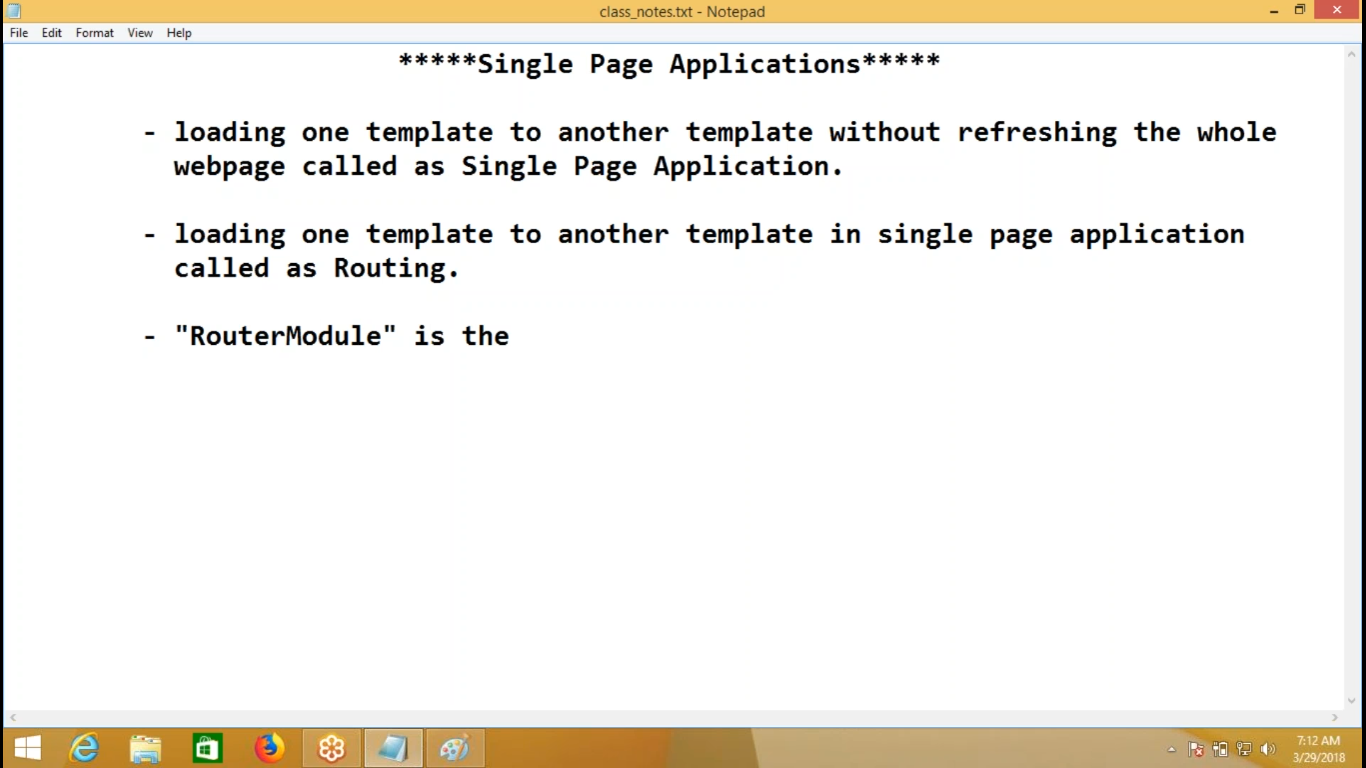 class_notes.txt - Notepad
File Edit Format View Help
*****Single Page Applications*****
- loading one template to another template without refreshing the whole
webpage called as Single Page Application.
- loading one template to another template in single page application
called as Routing.
- "RouterModule" is the
7:12 AM
3/29/2018